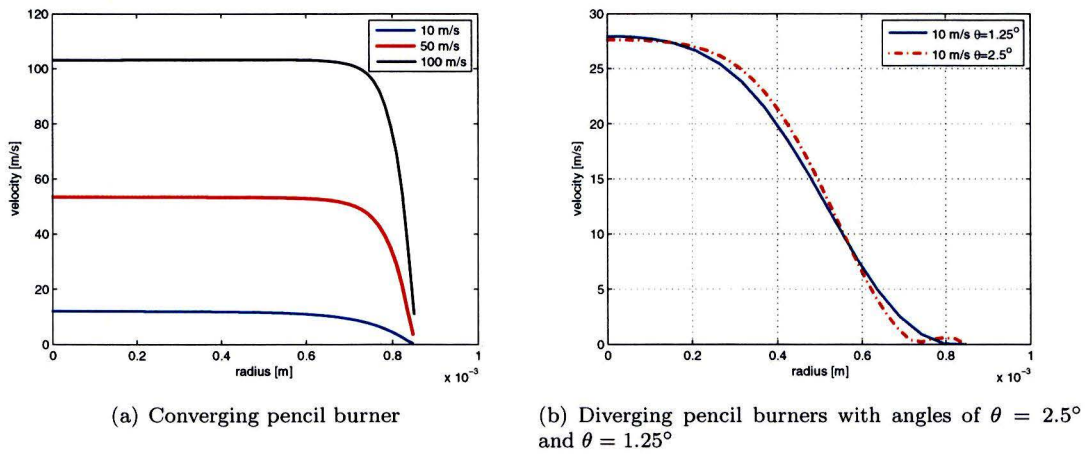 120
100
80
60
40
20
0
velocity [m/s]
10 m/s
50 m/s
100 m/s
0 0.2 0.4 0.6 0.8 1
radius [m]
x 10⁻³
(a) Converging pencil burner
30
25
20
15
10
5
0
velocity [m/s]
10 m/s θ=1.25°
10 m/s θ=2.5°
0 0.2 0.4 0.6 0.8 1
radius [m]
x 10⁻³
(b) Diverging pencil burners with angles of θ = 2.5°
and θ = 1.25°